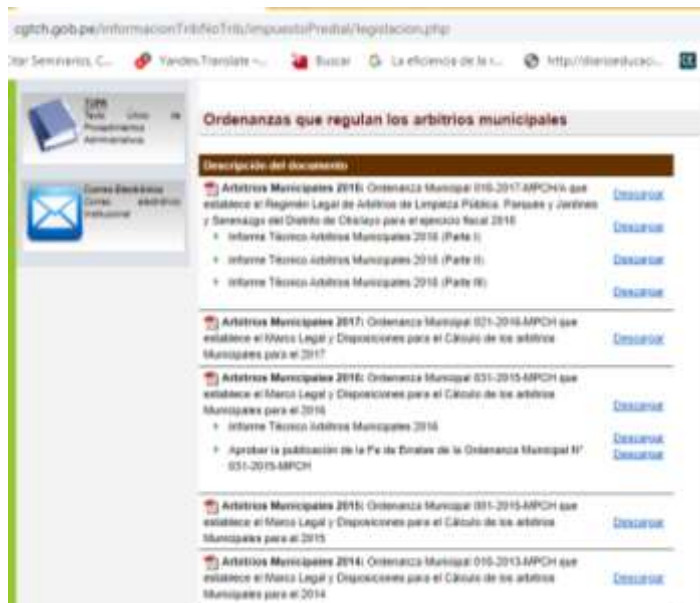 cgtch.gob.pe/informacionTribNoTrib/impuestoPredial/legislacion.php
Citar Seminarios, C...
Yandex.Translate –...
Buscar
La eficiencia de la r...
http://diarioeducaci...
TUPA
Texto Único de
Procedimientos
Administrativos
Correo Electrónico
Correo electrónico
institucional
Ordenanzas que regulan los arbitrios municipales
Descripción del documento
Arbitrios Municipales 2018: Ordenanza Municipal 016-2017-MPCH/A que
establece el Regimén Legal de Arbitrios de Limpieza Pública, Parques y Jardines
y Serenazgo del Distrito de Chiclayo para el ejercicio fiscal 2018
Descargar
Informe Técnico Arbitrios Municipales 2018 (Parte I)
Descargar
Informe Técnico Arbitrios Municipales 2018 (Parte II)
Descargar
Informe Técnico Arbitrios Municipales 2018 (Parte III)
Descargar
Arbitrios Municipales 2017: Ordenanza Municipal 021-2016-MPCH que
establece el Marco Legal y Disposiciones para el Cálculo de los arbitrios
Municipales para el 2017
Descargar
Arbitrios Municipales 2016: Ordenanza Municipal 031-2015-MPCH que
establece el Marco Legal y Disposiciones para el Cálculo de los arbitrios
Municipales para el 2016
Descargar
Informe Técnico Arbitrios Municipales 2016
Descargar
Aprobar la publicación de la Fe de Erratas de la Ordenanza Municipal N°
031-2015-MPCH
Descargar
Arbitrios Municipales 2015: Ordenanza Municipal 001-2015-MPCH que
establece el Marco Legal y Disposiciones para el Cálculo de los arbitrios
Municipales para el 2015
Descargar
Arbitrios Municipales 2014: Ordenanza Municipal 016-2013-MPCH que
establece el Marco Legal y Disposiciones para el Cálculo de los arbitrios
Municipales para el 2014
Descargar